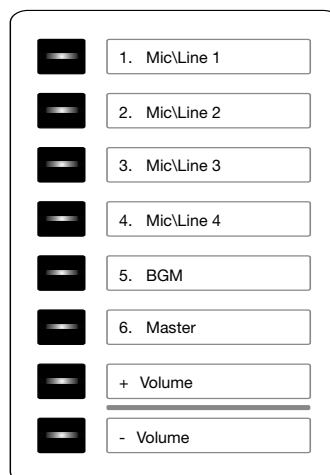 1. Mic\Line 1
2. Mic\Line 2
3. Mic\Line 3
4. Mic\Line 4
5. BGM
6. Master
+ Volume
- Volume